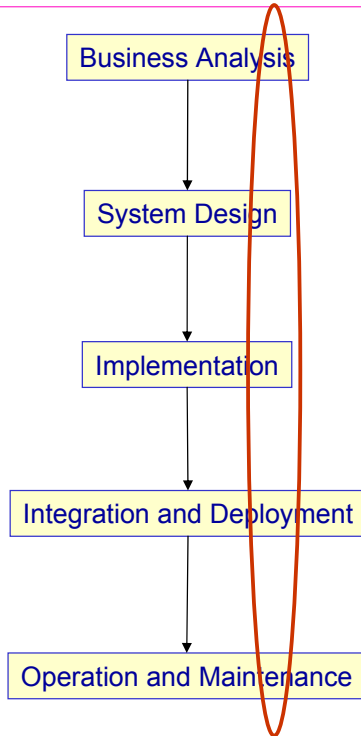 Business Analysis
System Design
Implementation
Integration and Deployment
Operation and Maintenance